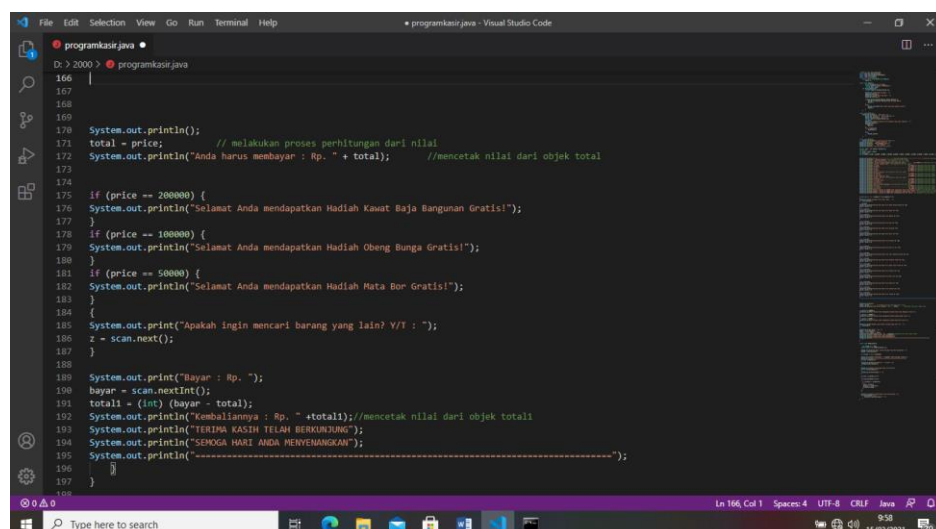 File Edit Selection View Go Run Terminal Help
● programkasir.java - Visual Studio Code
programkasir.java ●
D: > 2000 > programkasir.java
166
167
168
169
170 System.out.println();
171 total = price; // melakukan proses perhitungan dari nilai
172 System.out.println("Anda harus membayar : Rp. " + total); //mencetak nilai dari objek total
173
174
175 if (price == 200000) {
176 System.out.println("Selamat Anda mendapatkan Hadiah Kawat Baja Bangunan Gratis!");
177 }
178 if (price == 100000) {
179 System.out.println("Selamat Anda mendapatkan Hadiah Obeng Bunga Gratis!");
180 }
181 if (price == 50000) {
182 System.out.println("Selamat Anda mendapatkan Hadiah Mata Bor Gratis!");
183 }
184 {
185 System.out.print("Apakah ingin mencari barang yang lain? Y/T : ");
186 z = scan.next();
187 }
188
189 System.out.print("Bayar : Rp. ");
190 bayar = scan.nextInt();
191 total1 = (int) (bayar - total);
192 System.out.println("Kembaliannya : Rp. " +total1);//mencetak nilai dari objek total1
193 System.out.println("TERIMA KASIH TELAH BERKUNJUNG");
194 System.out.println("SEMOGA HARI ANDA MENYENANGKAN");
195 System.out.println("===============================================================================");
196 }
197 }
198
0 0 Ln 166, Col 1 Spaces: 4 UTF-8 CRLF Java
Type here to search
9:58